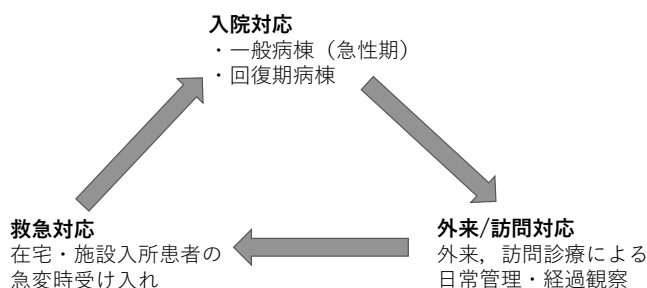 入院対応
・一般病棟（急性期）
・回復期病棟
救急対応
在宅・施設入所患者の
急変時受け入れ
外来/訪問対応
外来，訪問診療による
日常管理・経過観察